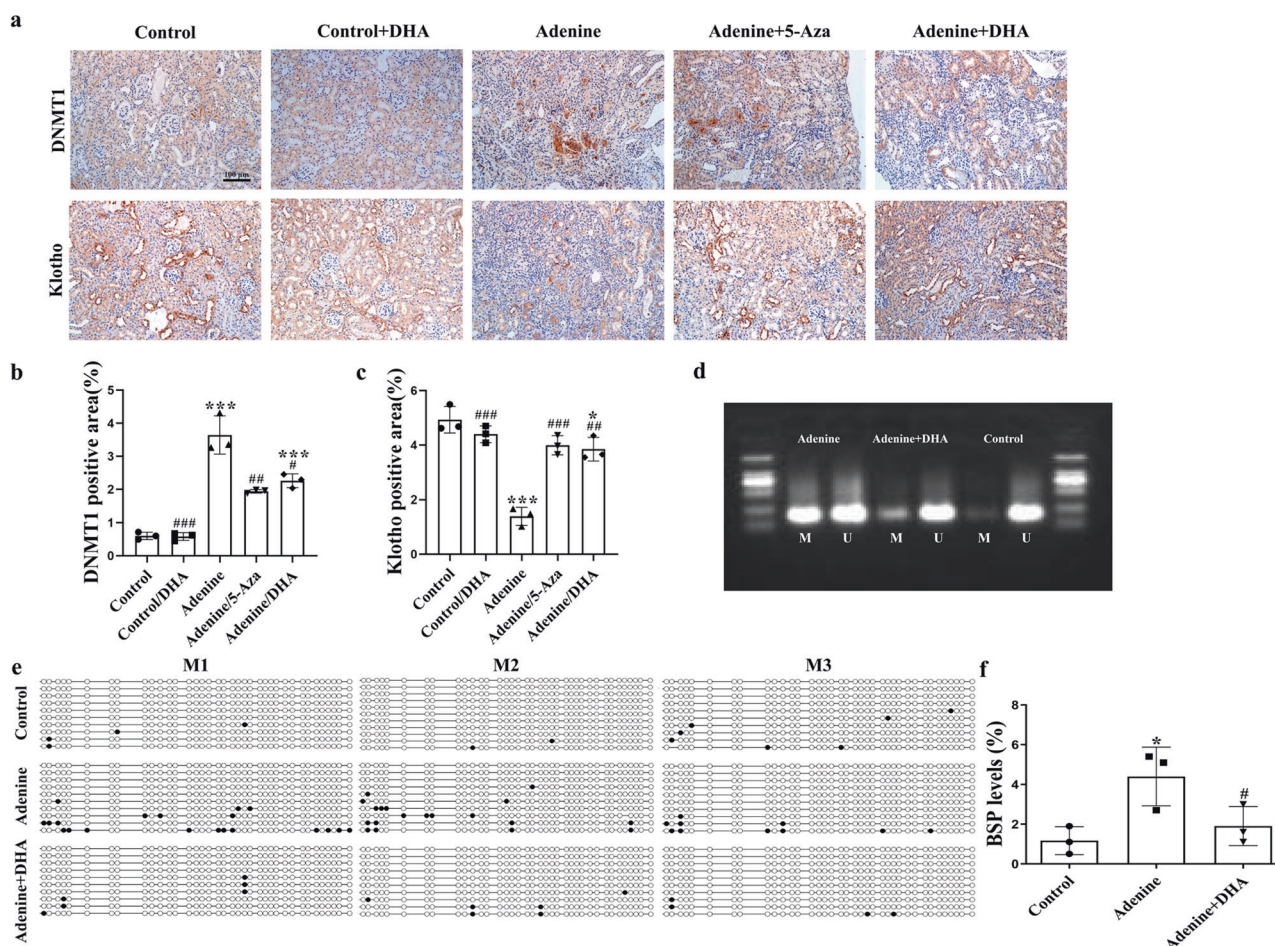 a
Control
Control+DHA
Adenine
Adenine+5-Aza
Adenine+DHA
DNMT1
100 μm
Klotho
b
DNMT1 positive area(%)
5
4
3
2
1
0
***
###
##
***
#
Control
Control/DHA
Adenine
Adenine/5-Aza
Adenine/DHA
c
Klotho positive area(%)
6
4
2
0
###
***
###
*
##
Control
Control/DHA
Adenine
Adenine/5-Aza
Adenine/DHA
d
Adenine
Adenine+DHA
Control
M U M U M U
e
M1
M2
M3
Control
Adenine
Adenine+DHA
f
BSP levels (%)
8
6
4
2
0
*
#
Control
Adenine
Adenine+DHA